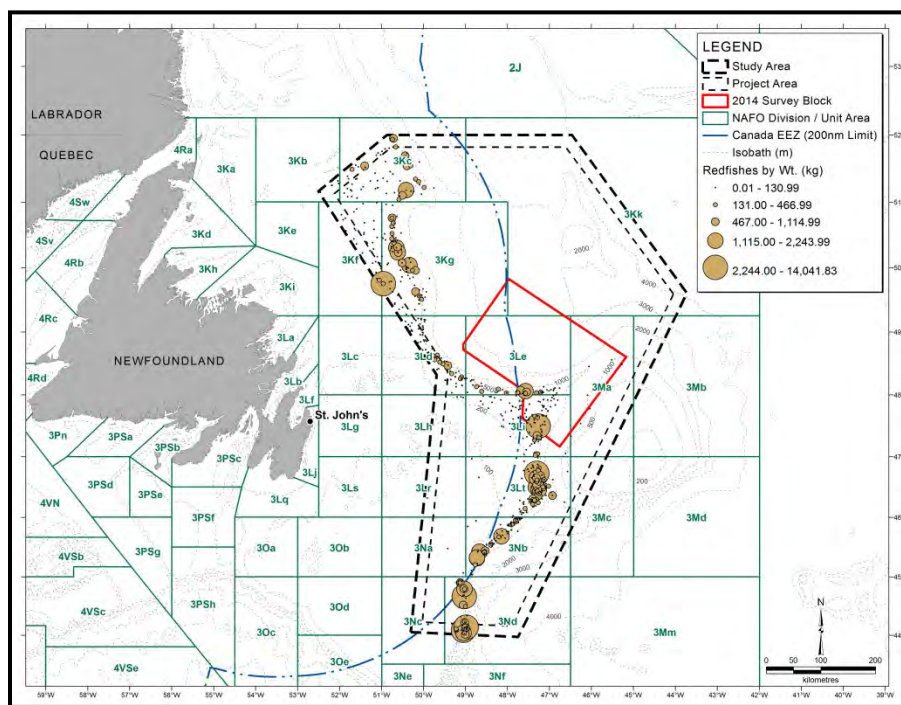 LEGEND
Study Area
Project Area
2014 Survey Block
NAFO Division / Unit Area
Canada EEZ (200nm Limit)
Isobath (m)
Redfishes by Wt. (kg)
0.01 - 130.99
131.00 - 466.99
467.00 - 1,114.99
1,115.00 - 2,243.99
2,244.00 - 14,041.83
2J
LABRADOR
QUEBEC
4Ra
3Ka
3Kb
3Kc
4Sw
3Kk
4Sv
4Rb
3Kd
3Ke
3Kf
3Kg
3Kh
3Ki
2000
4000
3000
4Rc
3La
3Lc
3Ld
3Le
2000
1000
NEWFOUNDLAND
4Rd
3Lb
3Lf
St. John's
3Ma
3Mb
1000
200
500
3Pn
3PSa
3PSb
3PSc
3Lg
3Lh
3Li
3Lj
4VN
3PSd
3PSe
3Lq
3Ls
3Lr
3Lt
100
200
3Mc
3Md
3PSf
4VSb
3PSg
3Oa
3Ob
3Na
3Nb
2000
3000
4VSc
3PSh
3Oc
3Od
3Nc
3Nd
4000
3Mm
4VSe
3Oe
3Ne
3Nf
N
0 50 100 200
kilometres
53
52
51
50
49
48
47
46
45
44
59°W 58°W 57°W 56°W 55°W 54°W 53°W 52°W 51°W 50°W 49°W 48°W 47°W 46°W 45°W 44°W 43°W 42°W 41°W 40°W 39°W